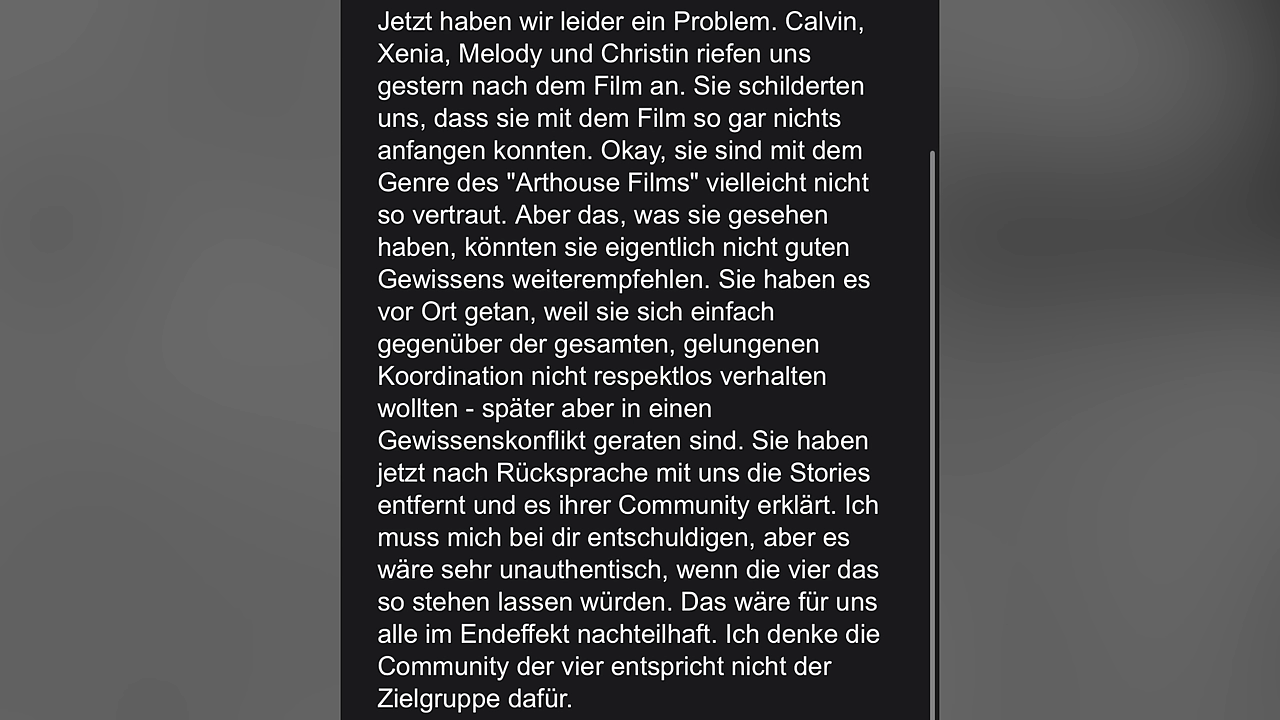 Jetzt haben wir leider ein Problem. Calvin,
Xenia, Melody und Christin riefen uns
gestern nach dem Film an. Sie schilderten
uns, dass sie mit dem Film so gar nichts
anfangen konnten. Okay, sie sind mit dem
Genre des "Arthouse Films" vielleicht nicht
so vertraut. Aber das, was sie gesehen
haben, könnten sie eigentlich nicht guten
Gewissens weiterempfehlen. Sie haben es
vor Ort getan, weil sie sich einfach
gegenüber der gesamten, gelungenen
Koordination nicht respektlos verhalten
wollten - später aber in einen
Gewissenskonflikt geraten sind. Sie haben
jetzt nach Rücksprache mit uns die Stories
entfernt und es ihrer Community erklärt. Ich
muss mich bei dir entschuldigen, aber es
wäre sehr unauthentisch, wenn die vier das
so stehen lassen würden. Das wäre für uns
alle im Endeffekt nachteilhaft. Ich denke die
Community der vier entspricht nicht der
Zielgruppe dafür.